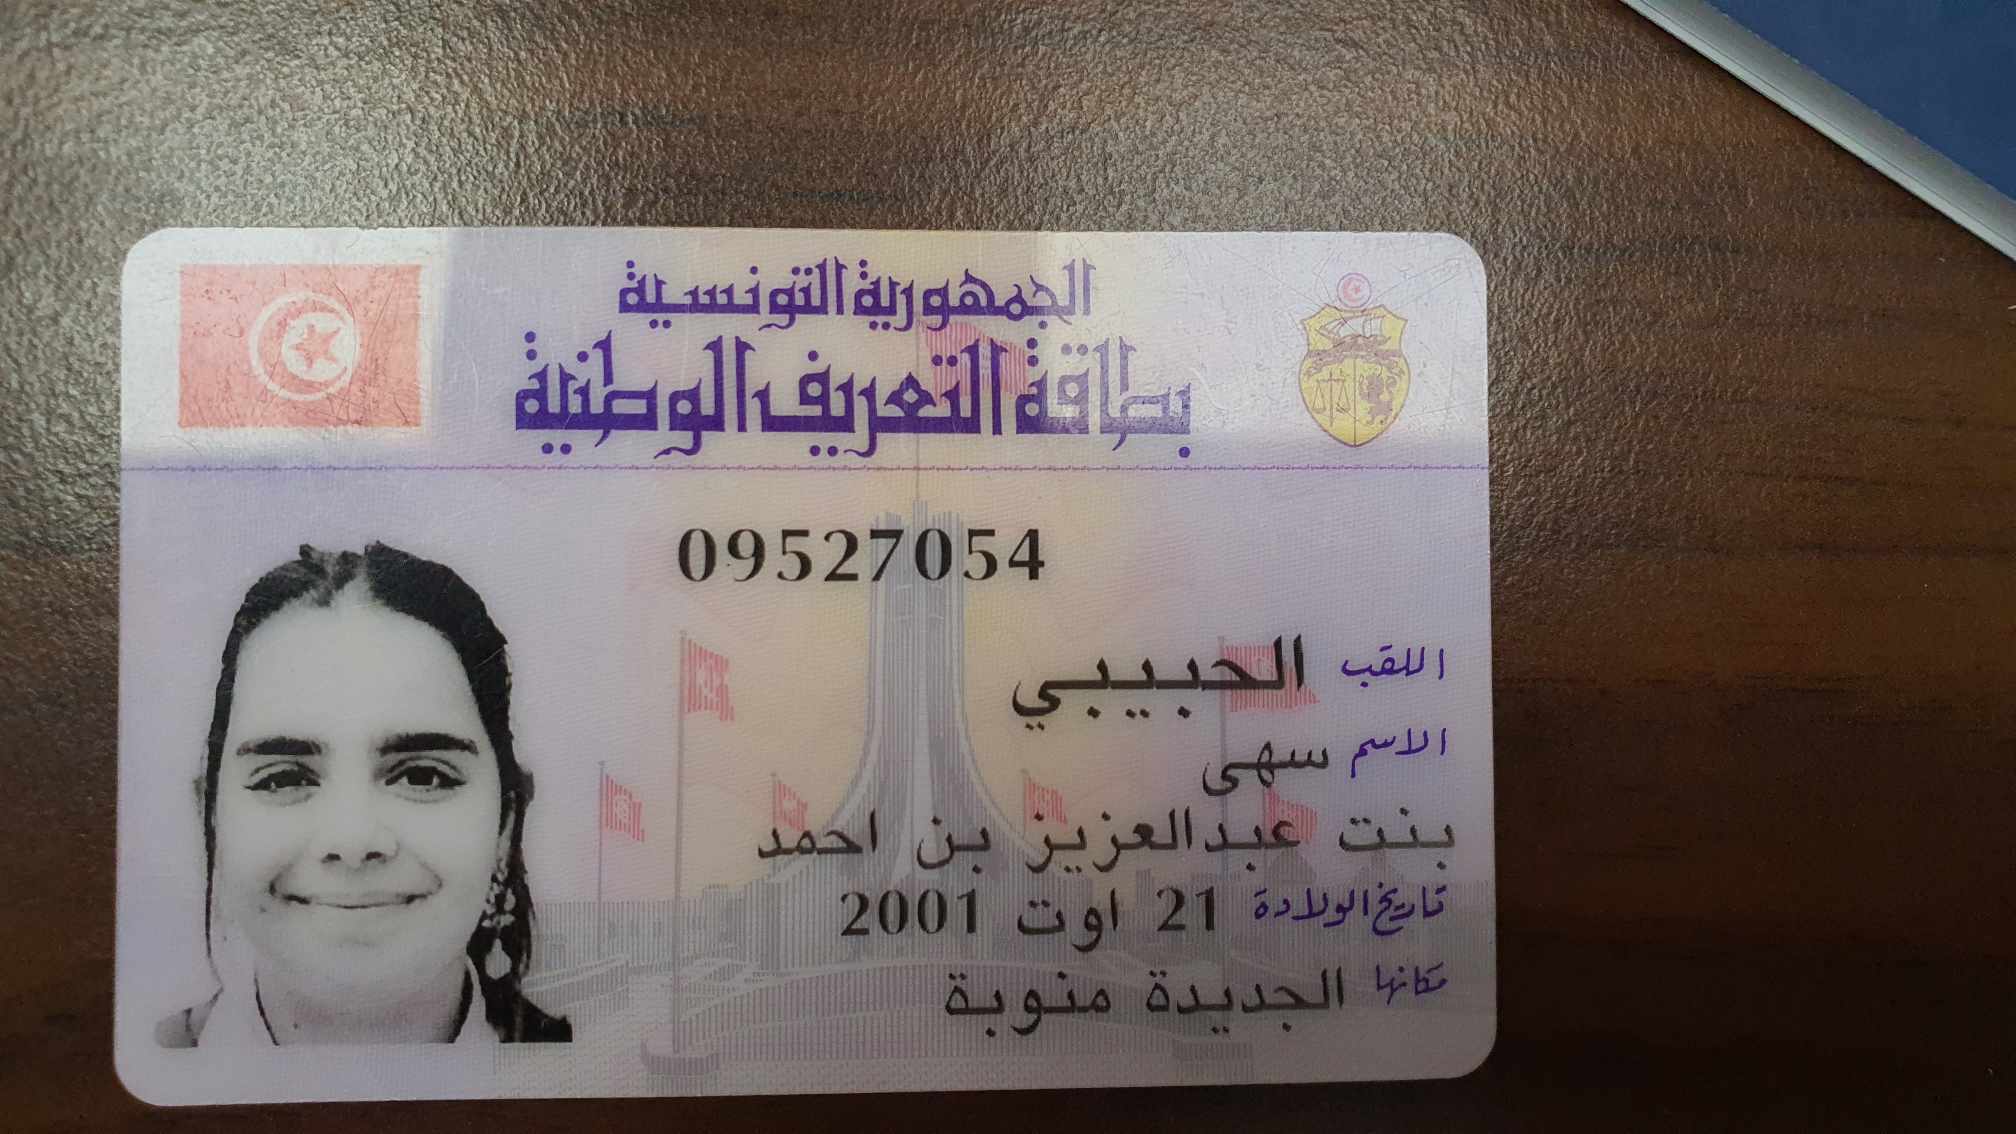 الجمهورية التونسية
بطاقة التعريف الوطنية
09527054
اللقب الحبيبي
الاسم سهى
بنت عبدالعزيز بن احمد
تاريخ الولادة 21 اوت 2001
مكانها الجديدة منوبة